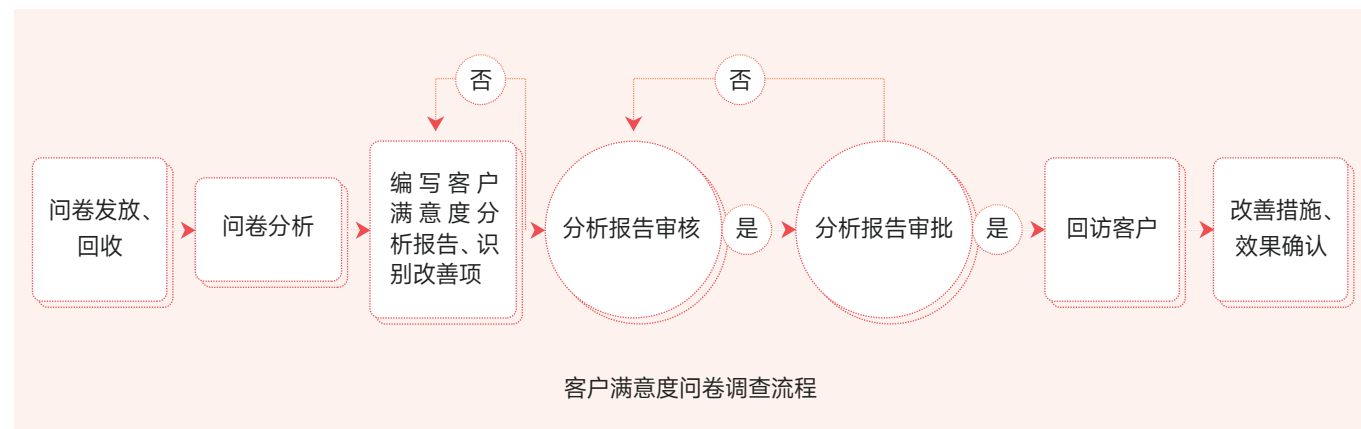 否
否
问卷发放、
回收
问卷分析
编写客户
满意度分
析报告、识
别改善项
分析报告审核
是
分析报告审批
是
回访客户
改善措施、
效果确认
客户满意度问卷调查流程